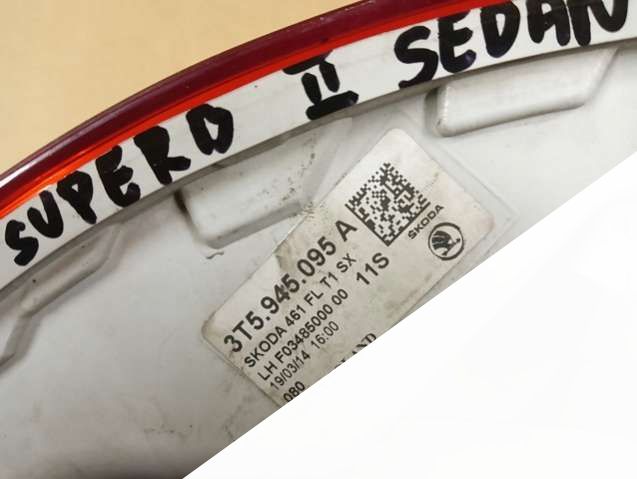 SUPERB II SEDAN
SKODA
3T5.945.095 A
SKODA 461 FL T1 SX
LH F03485000 00 11S
19/03/14 16:00
080